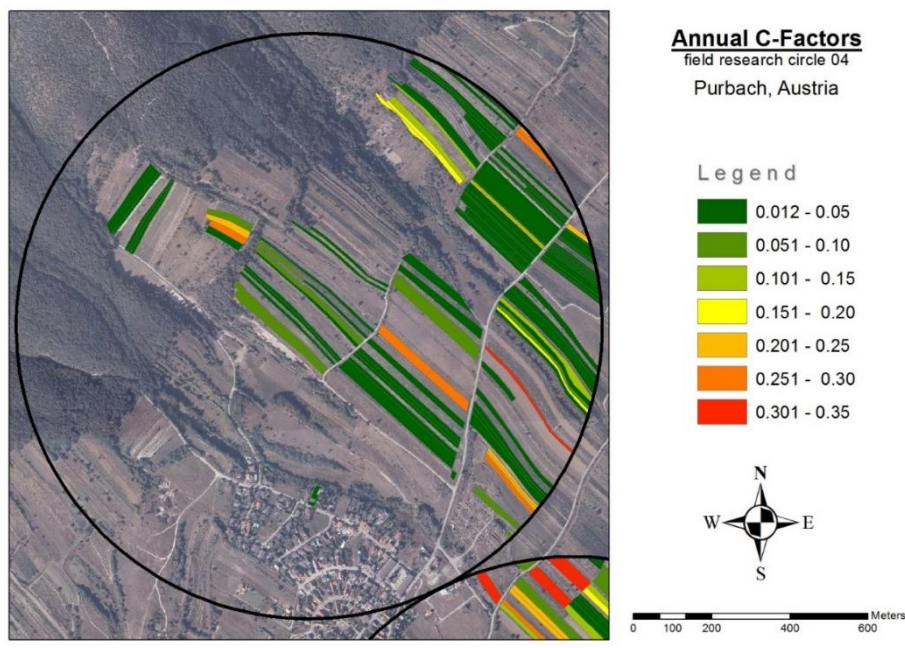 Annual C-Factors
field research circle 04
Purbach, Austria
Legend
0.012 - 0.05
0.051 - 0.10
0.101 - 0.15
0.151 - 0.20
0.201 - 0.25
0.251 - 0.30
0.301 - 0.35
N
W E
S
Meters
0 100 200 400 600